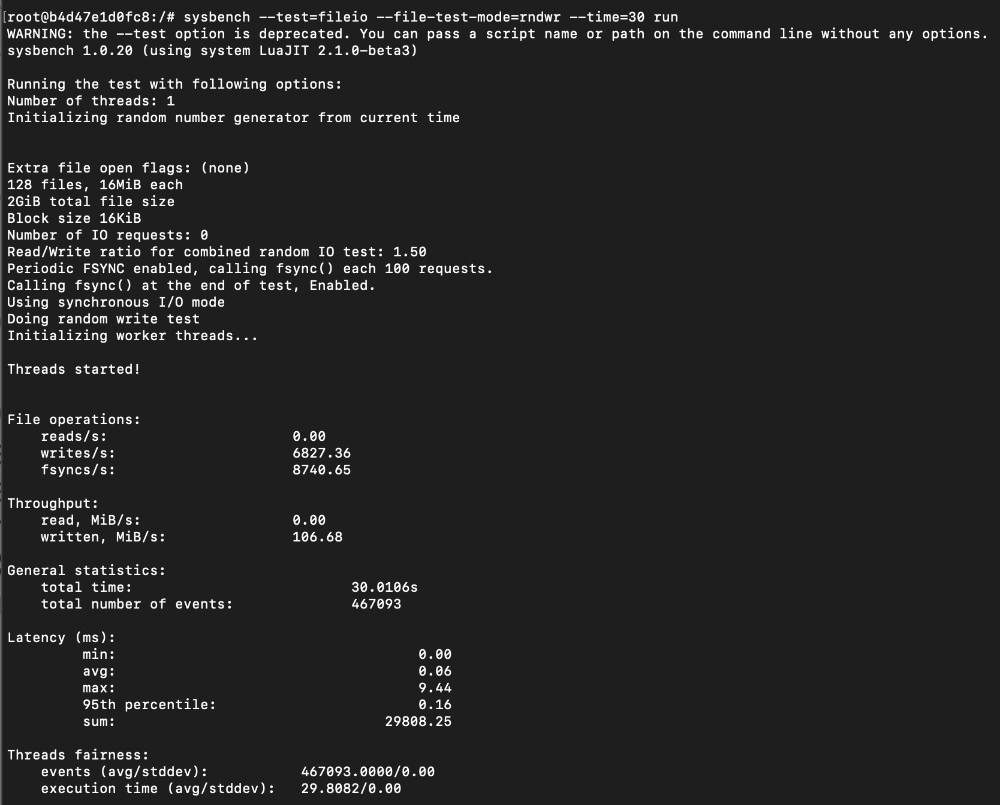 [root@b4d47e1d0fc8:/# sysbench --test=fileio --file-test-mode=rndwr --time=30 run
WARNING: the --test option is deprecated. You can pass a script name or path on the command line without any options.
sysbench 1.0.20 (using system LuaJIT 2.1.0-beta3)
Running the test with following options:
Number of threads: 1
Initializing random number generator from current time
Extra file open flags: (none)
128 files, 16MiB each
2GiB total file size
Block size 16KiB
Number of IO requests: 0
Read/Write ratio for combined random IO test: 1.50
Periodic FSYNC enabled, calling fsync() each 100 requests.
Calling fsync() at the end of test, Enabled.
Using synchronous I/O mode
Doing random write test
Initializing worker threads...
Threads started!
File operations:
reads/s: 0.00
writes/s: 6827.36
fsyncs/s: 8740.65
Throughput:
read, MiB/s: 0.00
written, MiB/s: 106.68
General statistics:
total time: 30.0106s
total number of events: 467093
Latency (ms):
min: 0.00
avg: 0.06
max: 9.44
95th percentile: 0.16
sum: 29808.25
Threads fairness:
events (avg/stddev): 467093.0000/0.00
execution time (avg/stddev): 29.8082/0.00